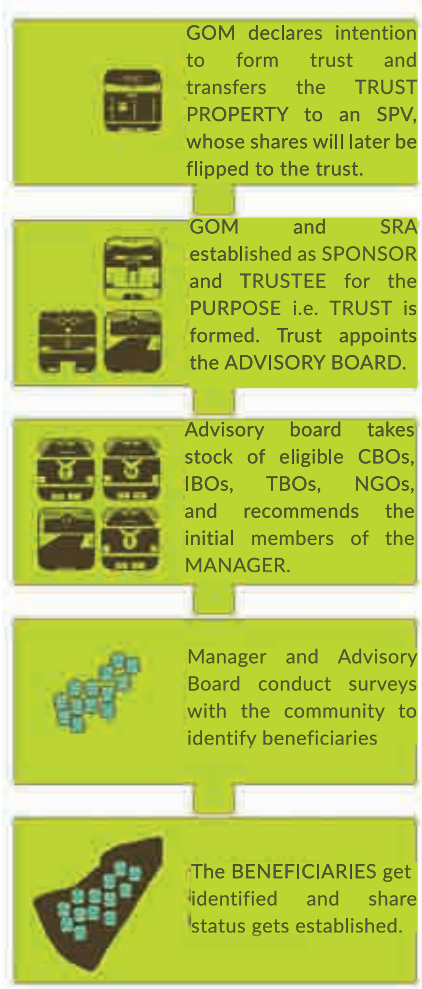 GOM declares intention
to form trust and
transfers the TRUST
PROPERTY to an SPV,
whose shares will later be
flipped to the trust.
GOM and SRA
established as SPONSOR
and TRUSTEE for the
PURPOSE i.e. TRUST is
formed. Trust appoints
the ADVISORY BOARD.
Advisory board takes
stock of eligible CBOs,
IBOs, TBOs, NGOs,
and recommends the
initial members of the
MANAGER.
Manager and Advisory
Board conduct surveys
with the community to
identify beneficiaries
The BENEFICIARIES get
identified and share
status gets established.